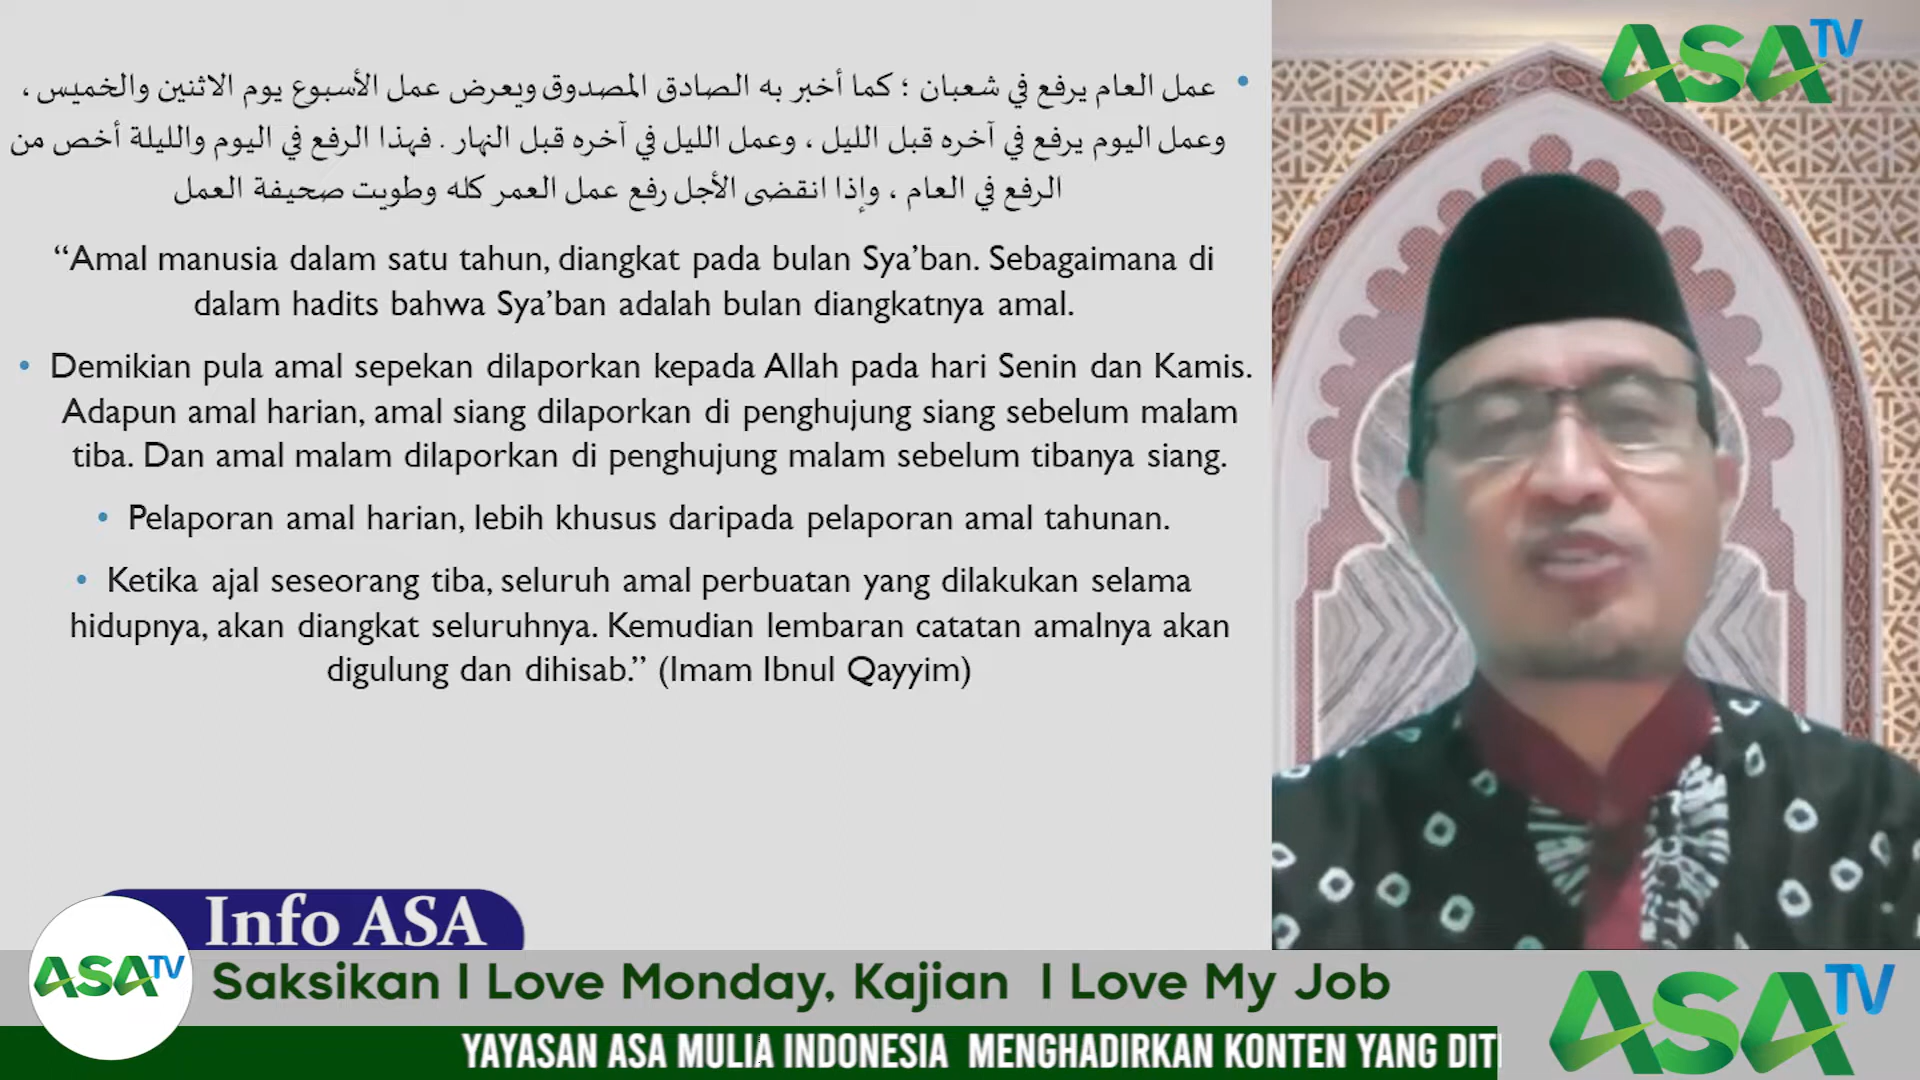 ASA TV
• عمل العام يرفع في شعبان ؛ كما أخبر به الصادق المصدوق ويعرض عمل الأسبوع يوم الاثنين والخميس ،
وعمل اليوم يرفع في آخره قبل الليل ، وعمل الليل في آخره قبل النهار . فهذا الرفع في اليوم والليلة أخص من
الرفع في العام ، وإذا انقضى الأجل رفع عمل العمر كله وطويت صحيفة العمل
“Amal manusia dalam satu tahun, diangkat pada bulan Sya’ban. Sebagaimana di
dalam hadits bahwa Sya’ban adalah bulan diangkatnya amal.
• Demikian pula amal sepekan dilaporkan kepada Allah pada hari Senin dan Kamis.
Adapun amal harian, amal siang dilaporkan di penghujung siang sebelum malam
tiba. Dan amal malam dilaporkan di penghujung malam sebelum tibanya siang.
• Pelaporan amal harian, lebih khusus daripada pelaporan amal tahunan.
• Ketika ajal seseorang tiba, seluruh amal perbuatan yang dilakukan selama
hidupnya, akan diangkat seluruhnya. Kemudian lembaran catatan amalnya akan
digulung dan dihisab.” (Imam Ibnul Qayyim)
Info ASA
ASA TV
Saksikan I Love Monday, Kajian I Love My Job
ASA TV
YAYASAN ASA MULIA INDONESIA MENGHADIRKAN KONTEN YANG DIT